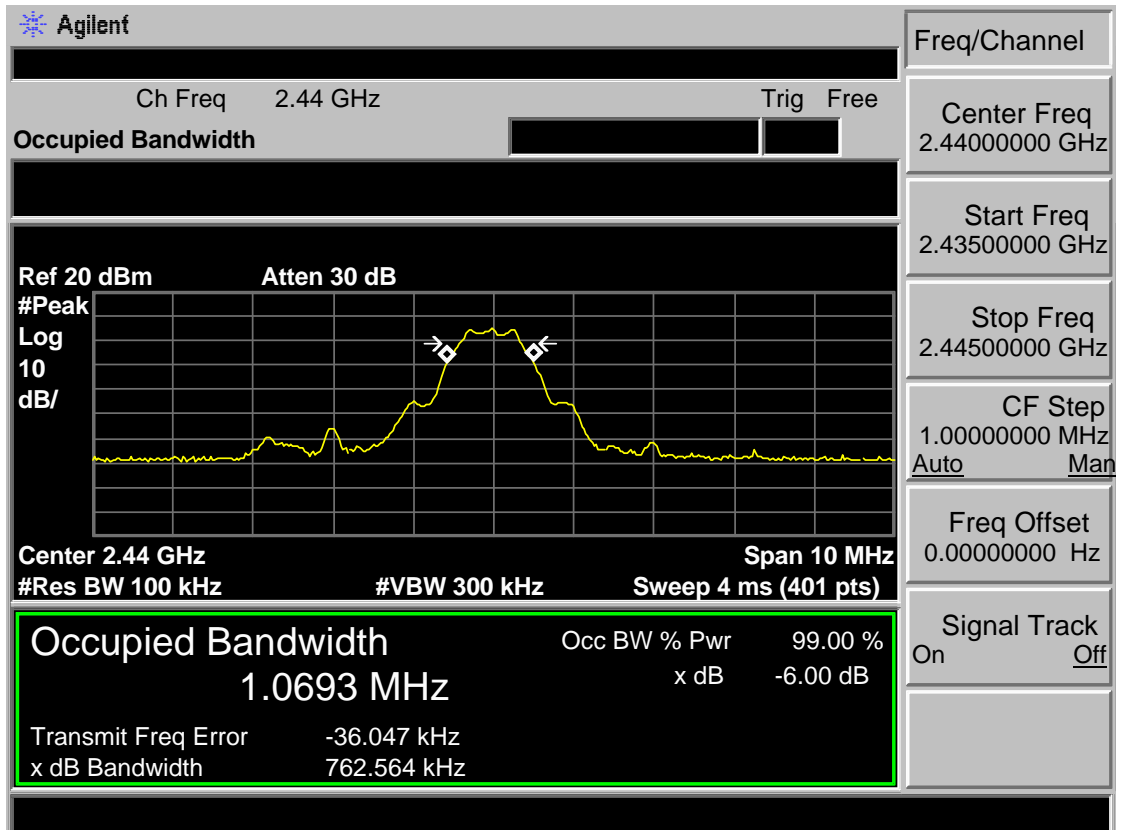 Agilent
Freq/Channel
Ch Freq 2.44 GHz Trig Free
Occupied Bandwidth
Center Freq
2.44000000 GHz
Start Freq
2.43500000 GHz
Stop Freq
2.44500000 GHz
CF Step
1.00000000 MHz
Auto Man
Freq Offset
0.00000000 Hz
Signal Track
On Off
Ref 20 dBm Atten 30 dB
#Peak
Log
10
dB/
Center 2.44 GHz Span 10 MHz
#Res BW 100 kHz #VBW 300 kHz Sweep 4 ms (401 pts)
Occupied Bandwidth Occ BW % Pwr 99.00 %
1.0693 MHz x dB -6.00 dB
Transmit Freq Error -36.047 kHz
x dB Bandwidth 762.564 kHz